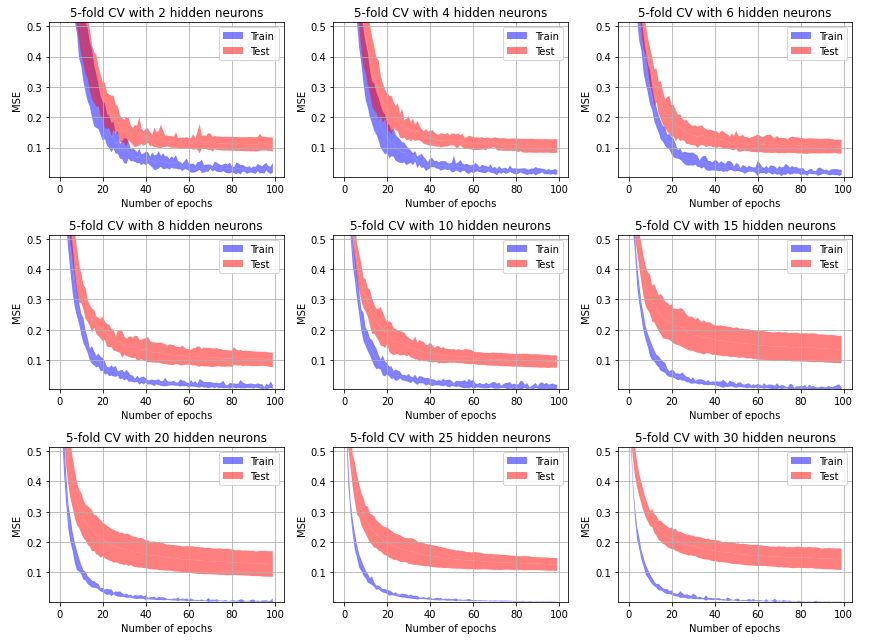 5-fold CV with 2 hidden neurons
0.5
0.4
0.3
0.2
0.1
MSE
Train
Test
0 20 40 60 80 100
Number of epochs
5-fold CV with 4 hidden neurons
0.5
0.4
0.3
0.2
0.1
MSE
Train
Test
0 20 40 60 80 100
Number of epochs
5-fold CV with 6 hidden neurons
0.5
0.4
0.3
0.2
0.1
MSE
Train
Test
0 20 40 60 80 100
Number of epochs
5-fold CV with 8 hidden neurons
0.5
0.4
0.3
0.2
0.1
MSE
Train
Test
0 20 40 60 80 100
Number of epochs
5-fold CV with 10 hidden neurons
0.5
0.4
0.3
0.2
0.1
MSE
Train
Test
0 20 40 60 80 100
Number of epochs
5-fold CV with 15 hidden neurons
0.5
0.4
0.3
0.2
0.1
MSE
Train
Test
0 20 40 60 80 100
Number of epochs
5-fold CV with 20 hidden neurons
0.5
0.4
0.3
0.2
0.1
MSE
Train
Test
0 20 40 60 80 100
Number of epochs
5-fold CV with 25 hidden neurons
0.5
0.4
0.3
0.2
0.1
MSE
Train
Test
0 20 40 60 80 100
Number of epochs
5-fold CV with 30 hidden neurons
0.5
0.4
0.3
0.2
0.1
MSE
Train
Test
0 20 40 60 80 100
Number of epochs